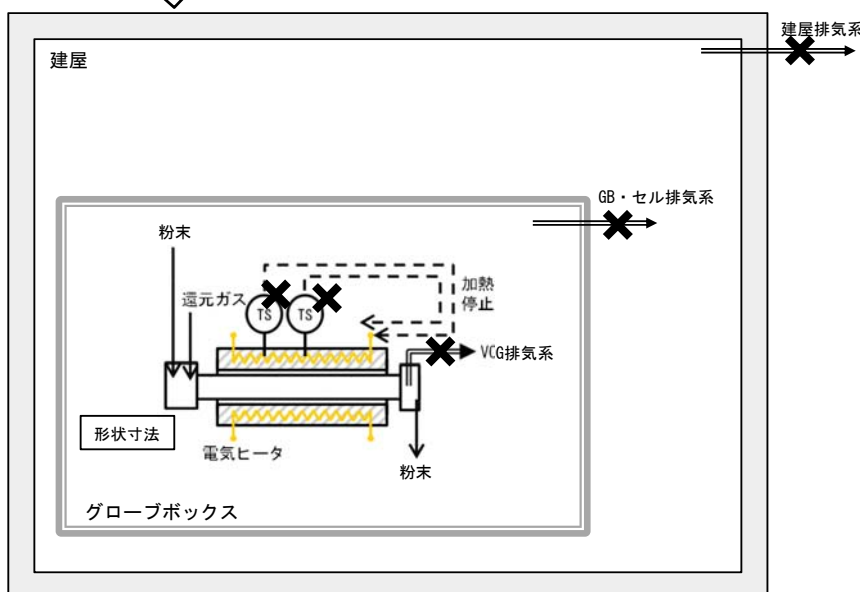 建屋排気系
建屋
GB・セル排気系
粉末
還元ガス
TS
TS
加熱
停止
VCG排気系
形状寸法
電気ヒータ
粉末
グローブボックス